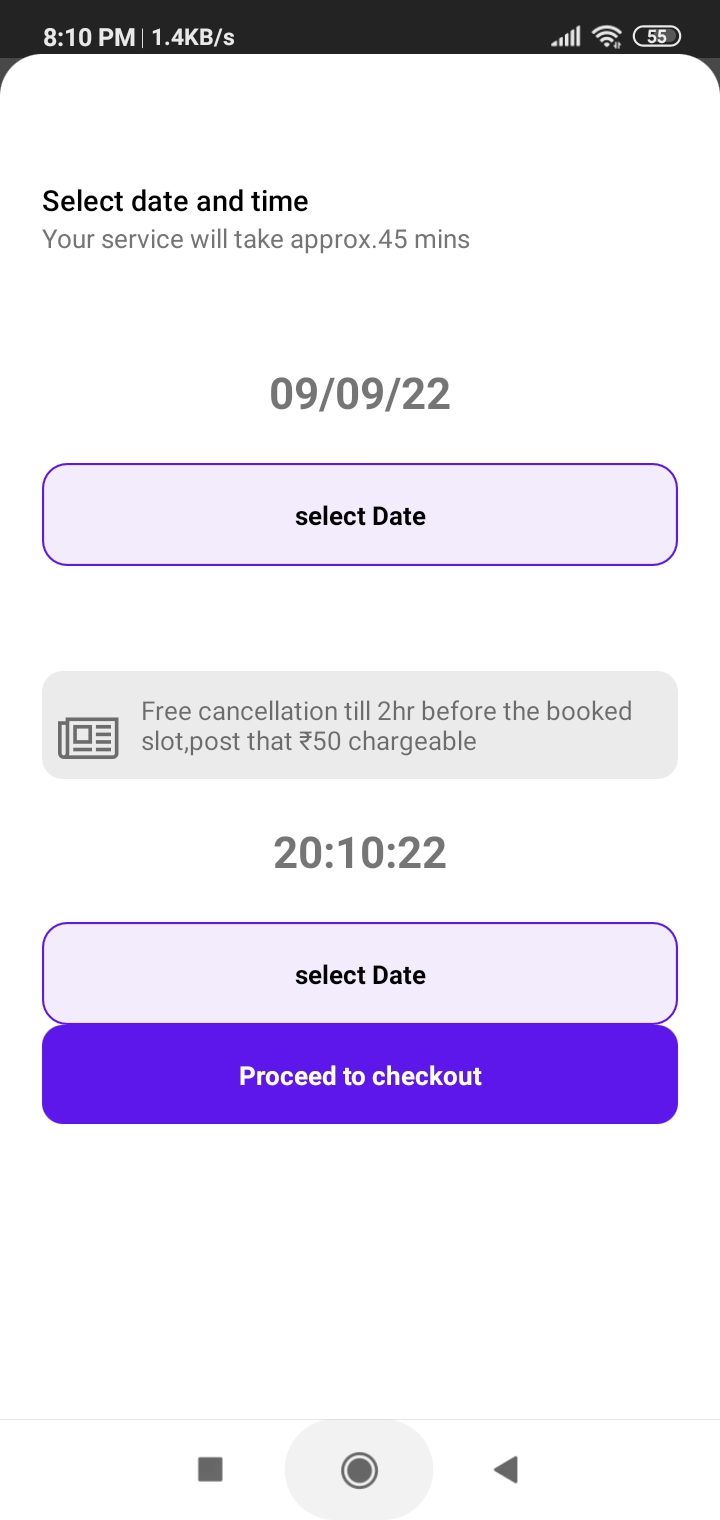 8:10 PM | 1.4KB/s
55
Select date and time
Your service will take approx.45 mins
09/09/22
select Date
Free cancellation till 2hr before the booked
slot,post that ₹50 chargeable
20:10:22
select Date
Proceed to checkout